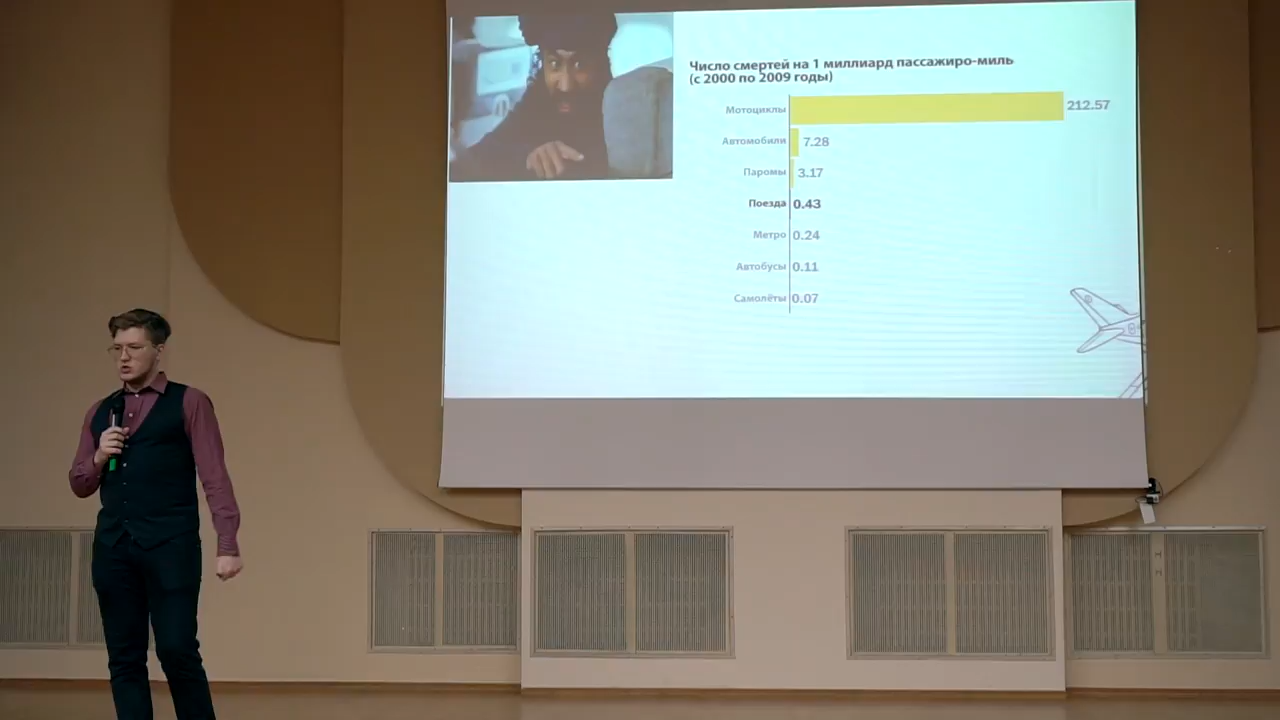 Число смертей на 1 миллиард пассажиро-миль
(с 2000 по 2009 годы)
Мотоциклы 212.57
Автомобили 7.28
Паромы 3.17
Поезда 0.43
Метро 0.24
Автобусы 0.11
Самолёты 0.07